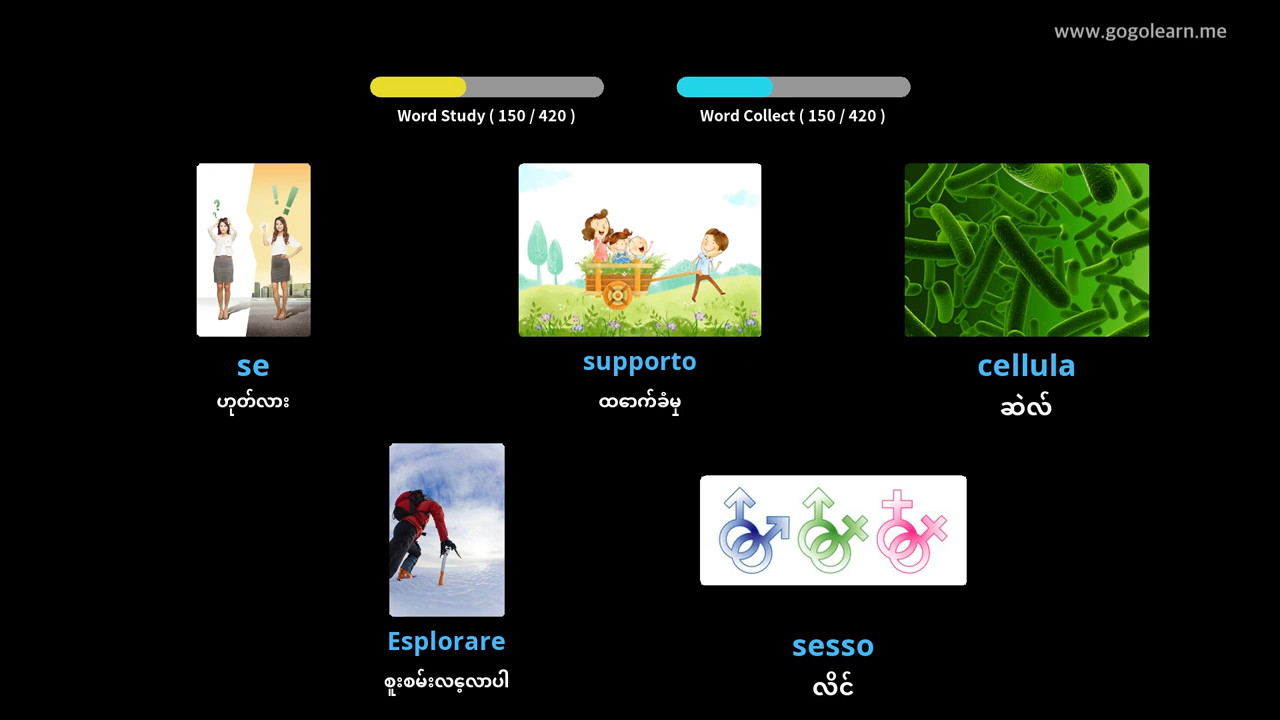 www.gogolearn.me
Word Study ( 150 / 420 )
Word Collect ( 150 / 420 )
se
ဟုတ်လား
supporto
ထောက်ခံမှု
cellula
ဆဲလ်
Esplorare
စူးစမ်းလေ့လာပါ
sesso
လိင်